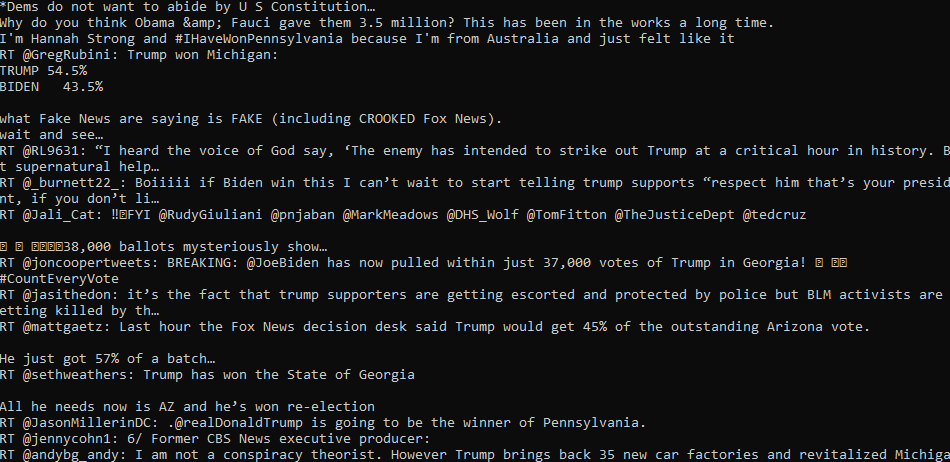 *Dems do not want to abide by U S Constitution…
Why do you think Obama &amp; Fauci gave them 3.5 million? This has been in the works a long time.
I'm Hannah Strong and #IHaveWonPennsylvania because I'm from Australia and just felt like it
RT @GregRubini: Trump won Michigan:
TRUMP 54.5%
BIDEN   43.5%
what Fake News are saying is FAKE (including CROOKED Fox News).
wait and see…
RT @RL9631: “I heard the voice of God say, ‘The enemy has intended to strike out Trump at a critical hour in history. B
t supernatural help…
RT @_burnett22_: Boiiiii if Biden win this I can’t wait to start telling trump supports “respect him that’s your presid
nt, if you don’t li…
RT @Jali_Cat: ‼FYI @RudyGiuliani @pnjaban @MarkMeadows @DHS_Wolf @TomFitton @TheJusticeDept @tedcruz
38,000 ballots mysteriously show…
RT @joncoopertweets: BREAKING: @JoeBiden has now pulled within just 37,000 votes of Trump in Georgia!
#CountEveryVote
RT @jasithedon: it’s the fact that trump supporters are getting escorted and protected by police but BLM activists are
etting killed by th…
RT @mattgaetz: Last hour the Fox News decision desk said Trump would get 45% of the outstanding Arizona vote.
He just got 57% of a batch…
RT @sethweathers: Trump has won the State of Georgia
All he needs now is AZ and he’s won re-election
RT @JasonMillerinDC: .@realDonaldTrump is going to be the winner of Pennsylvania.
RT @jennycohn1: 6/ Former CBS News executive producer:
RT @andybg_andy: I am not a conspiracy theorist. However Trump brings back 35 new car factories and revitalized Michiga